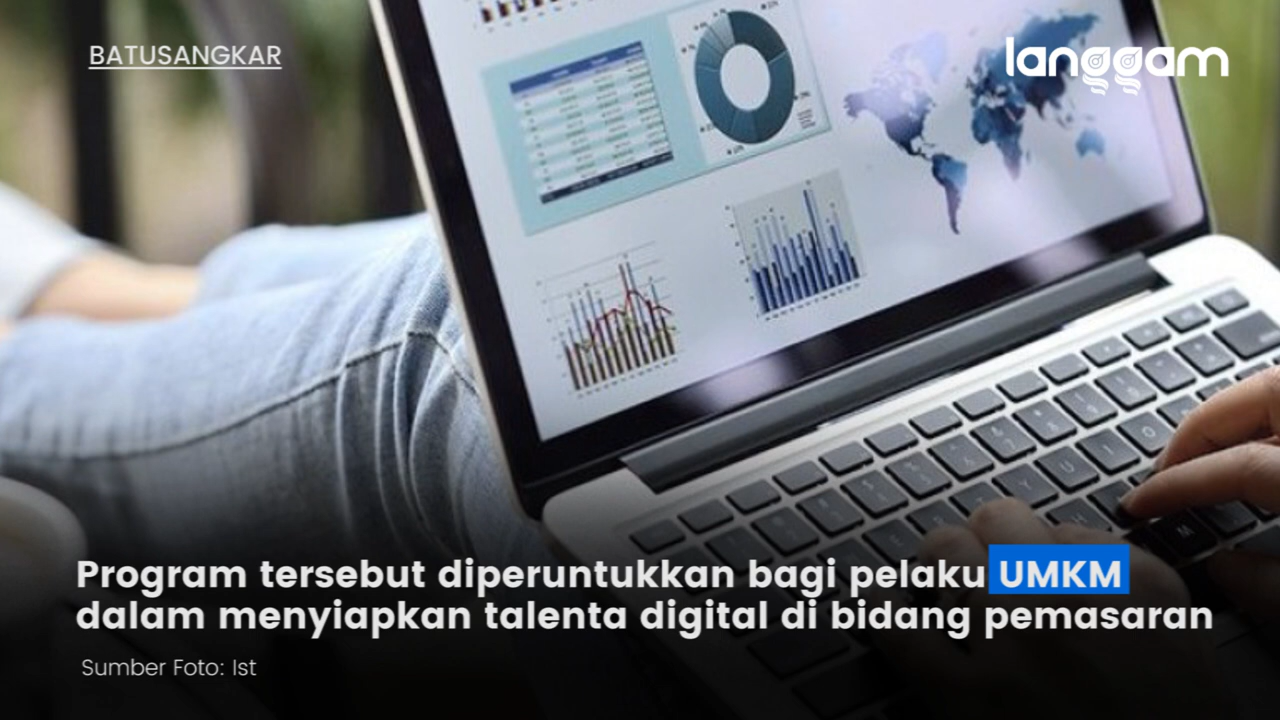 BATUSANGKAR
langgam
Program tersebut diperuntukkan bagi pelaku UMKM
dalam menyiapkan talenta digital di bidang pemasaran
Sumber Foto: Ist